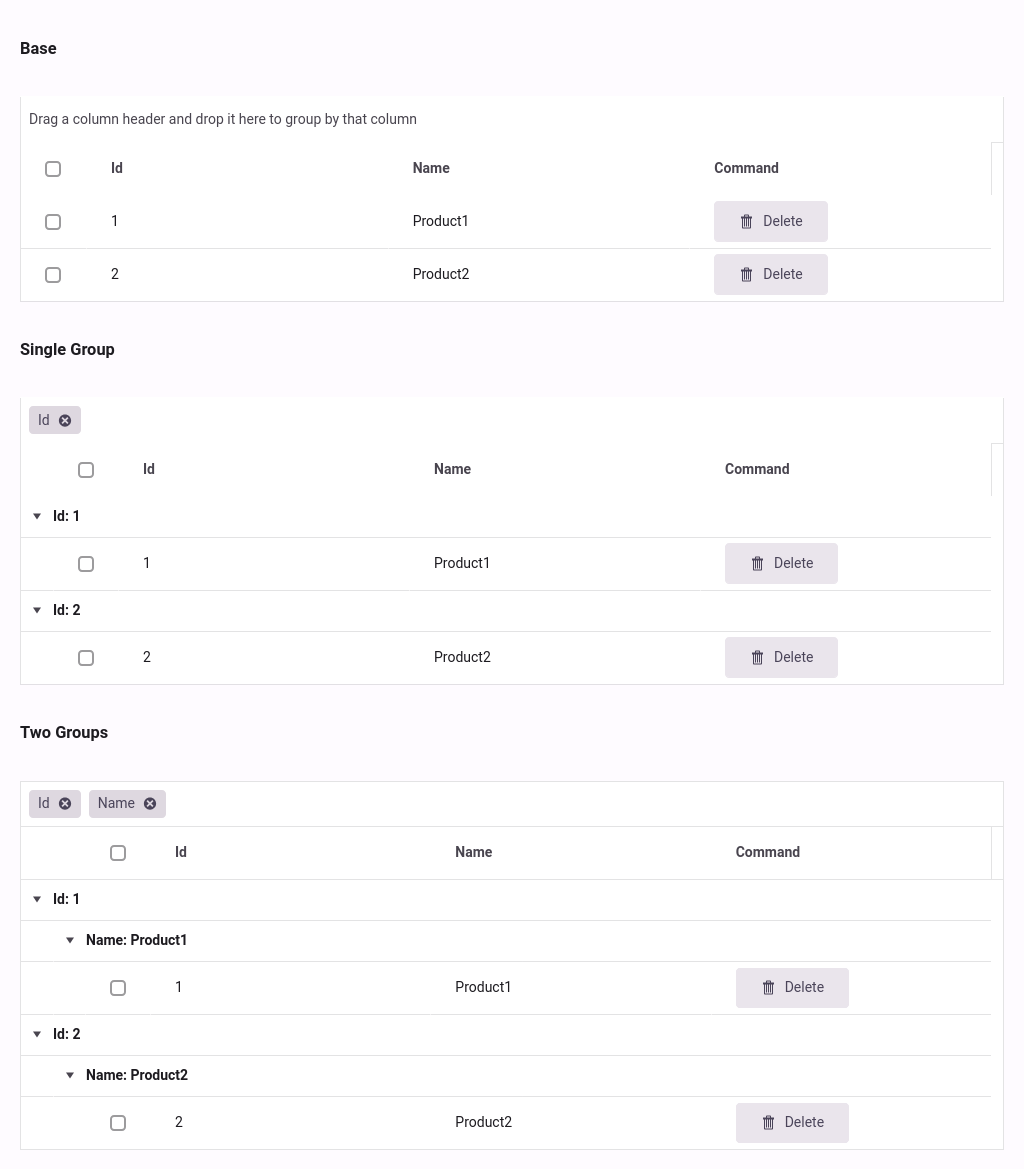 Base
Drag a column header and drop it here to group by that column
Id Name Command
1 Product1 Delete
2 Product2 Delete
Single Group
Id
Id Name Command
Id: 1
1 Product1 Delete
Id: 2
2 Product2 Delete
Two Groups
Id Name
Id Name Command
Id: 1
Name: Product1
1 Product1 Delete
Id: 2
Name: Product2
2 Product2 Delete